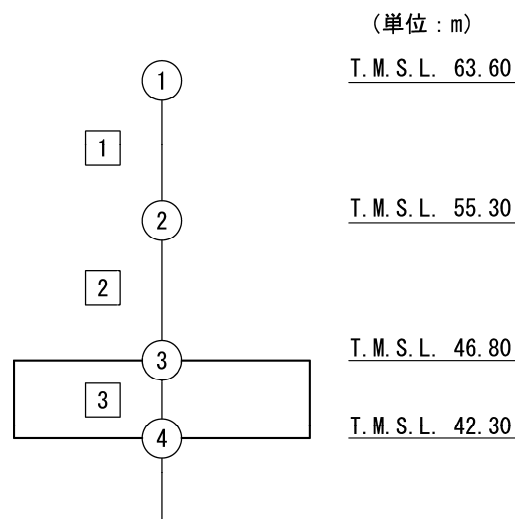 (単位:m)
① T.M.S.L. 63.60
1
② T.M.S.L. 55.30
2
③ T.M.S.L. 46.80
3
④ T.M.S.L. 42.30